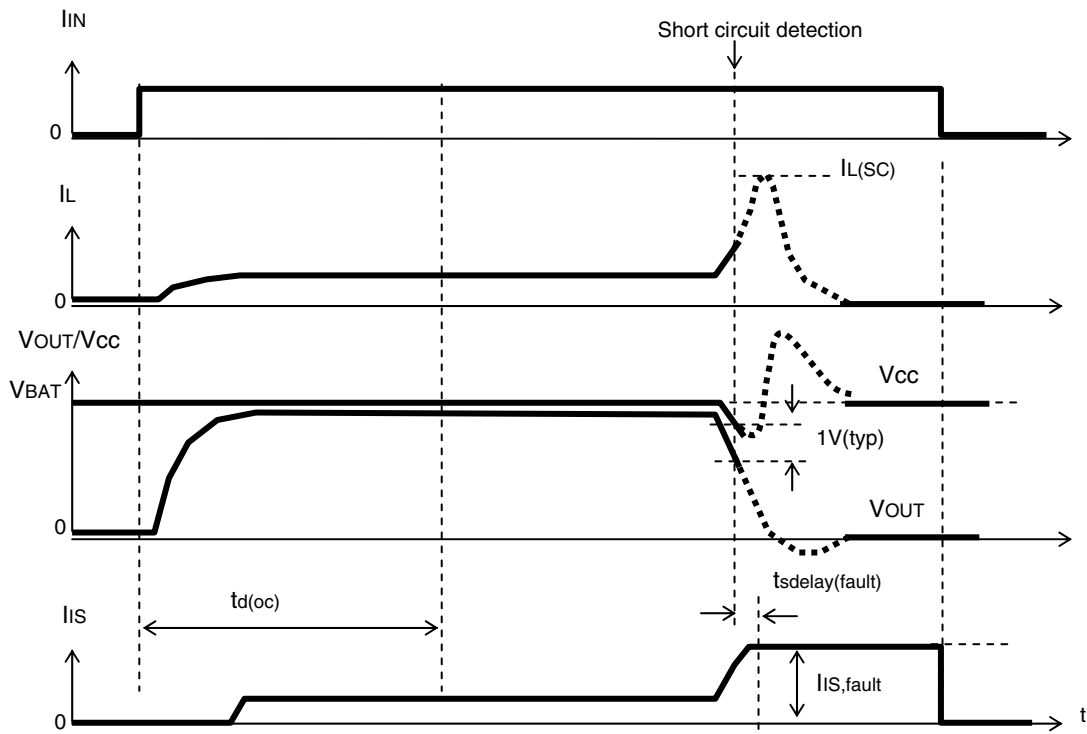 IIN
Short circuit detection
0
IL(SC)
IL
0
VOUT/VCC
VBAT
VCC
1V(typ)
0
VOUT
tsdelay(fault)
td(oc)
IIS
IIS,fault
0
t